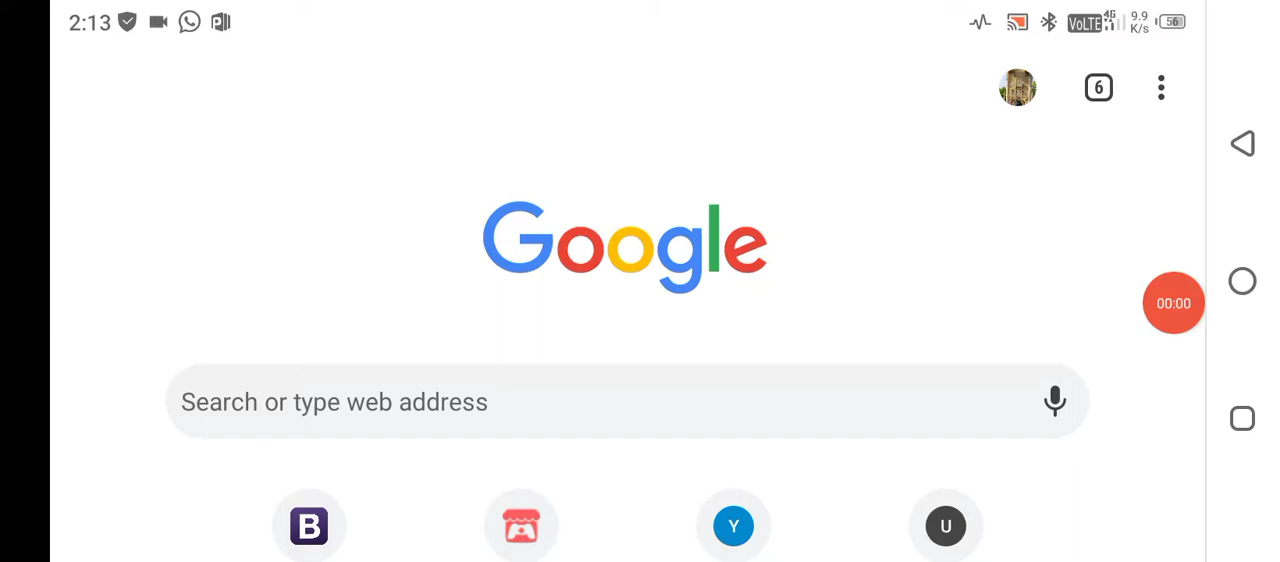 2:13 VoLTE 4G 9.9 K/s 56
6
Google
00:00
Search or type web address
B Y U